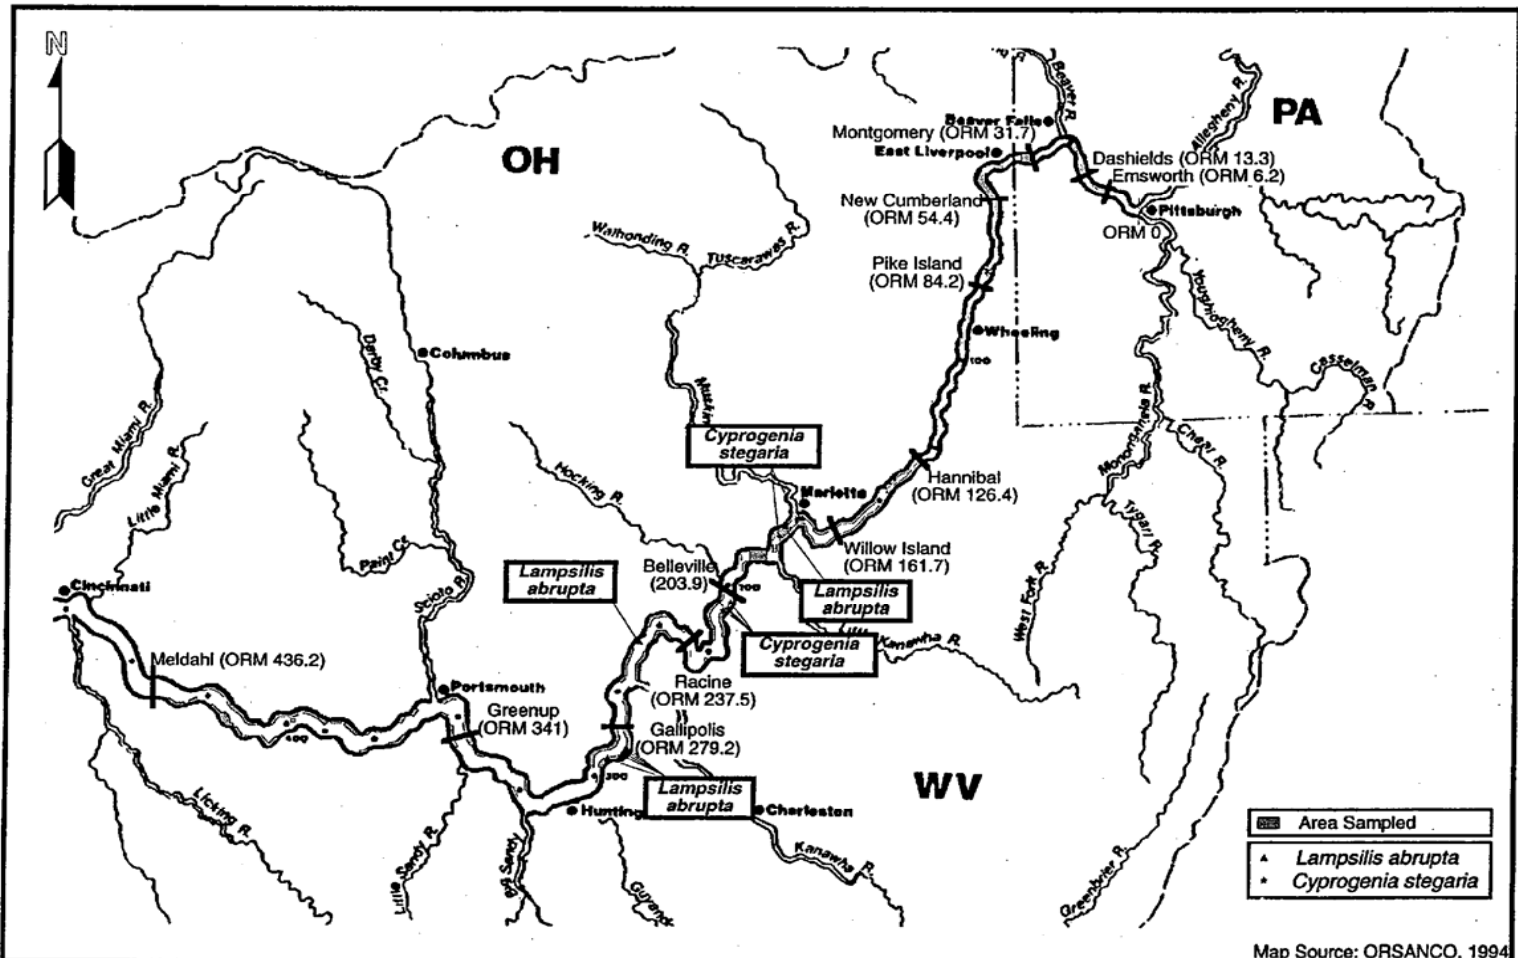 N
OH
PA
Beaver R.
Allegheny R.
Beaver Falls
Montgomery (ORM 31.7)
East Liverpool
Dashields (ORM 13.3)
Emsworth (ORM 6.2)
New Cumberland
(ORM 54.4)
Pittsburgh
ORM 0
Walhonding R.
Tuscarawas R.
Pike Island
(ORM 84.2)
Youghiogheny R.
Wheeling
100
Casselman R.
Columbus
Darby Cr.
Great Miami R.
Little Miami R.
Monongahela R.
Cheat R.
Cyprogenia
stegaria
Hocking R.
Marietta
Hannibal
(ORM 126.4)
Tygart R.
Willow Island
(ORM 161.7)
West Fork R.
Paint Cr.
Scioto R.
Cincinnati
Lampsilis
abrupta
Belleville
(203.9)
Lampsilis
abrupta
Cyprogenia
stegaria
Kanawha R.
Meldahl (ORM 436.2)
Portsmouth
Greenup
(ORM 341)
Racine
(ORM 237.5)
Gallipolis
(ORM 279.2)
400
300
Lampsilis
abrupta
Hunting
Charleston
WV
Licking R.
Little Sandy R.
Big Sandy
Guyand
Kanawha R.
Greenbrier R.
Area Sampled
Lampsilis abrupta
Cyprogenia stegaria
Map Source: ORSANCO, 1994